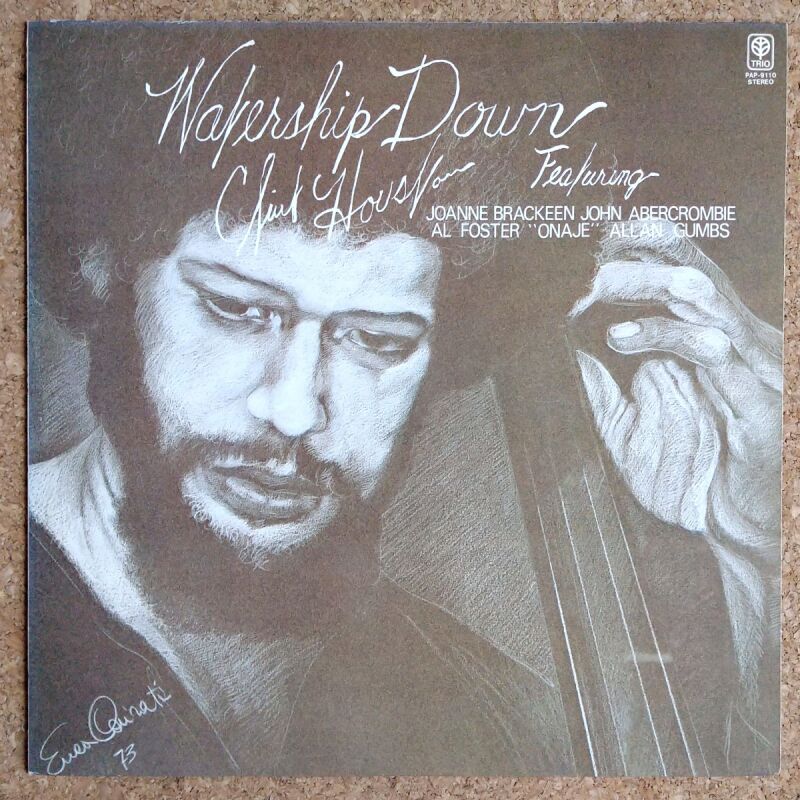 TRIO
PAP-9110
STEREO
Watership Down
Clint Houston
Featuring
JOANNE BRACKEEN JOHN ABERCROMBIE
AL FOSTER "ONAJE" ALLAN GUMBS
73